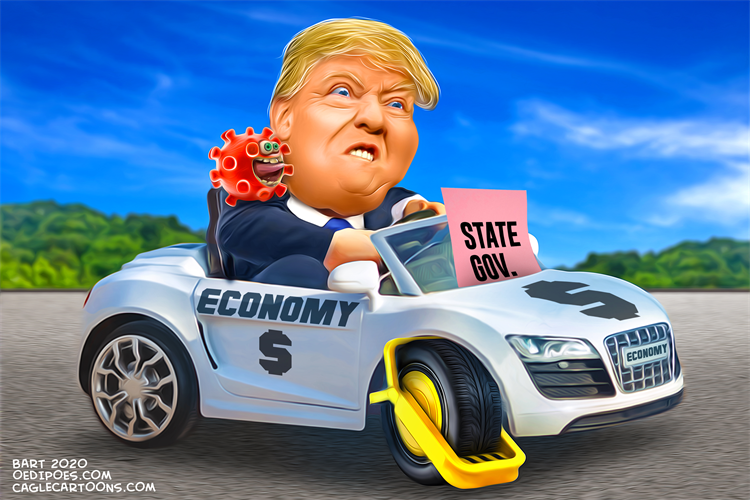 STATE
GOV.
ECONOMY
$
$
ECONOMY
BART 2020
OEDIPOES.COM
CAGLECARTOONS.COM